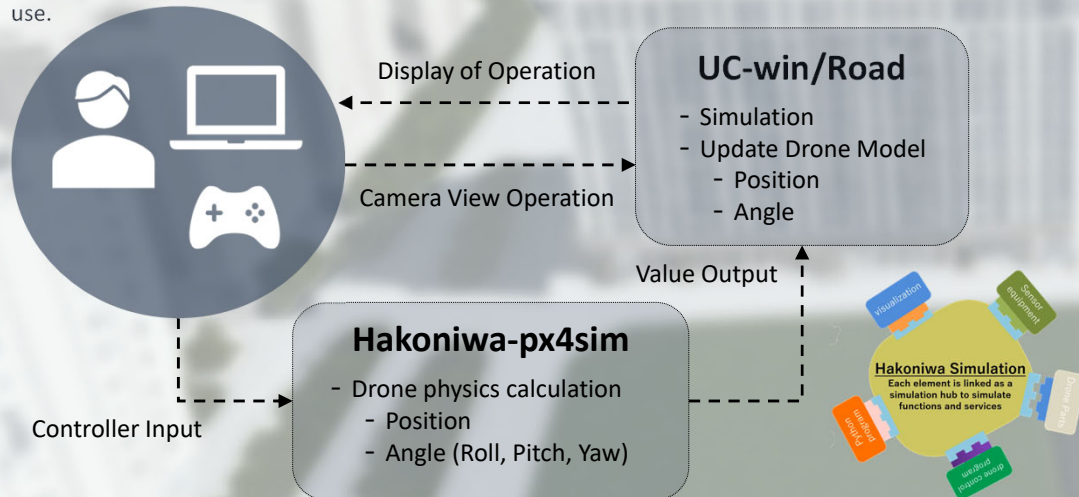 use.
Display of Operation
Camera View Operation
UC-win/Road
- Simulation
- Update Drone Model
- Position
- Angle
Value Output
Hakoniwa-px4sim
- Drone physics calculation
- Position
- Angle (Roll, Pitch, Yaw)
Controller Input
visualization
Sensor
equipment
Hakoniwa Simulation
Each element is linked as a
simulation hub to simulate
functions and services
Drone Parts
Python
program
drone control
program